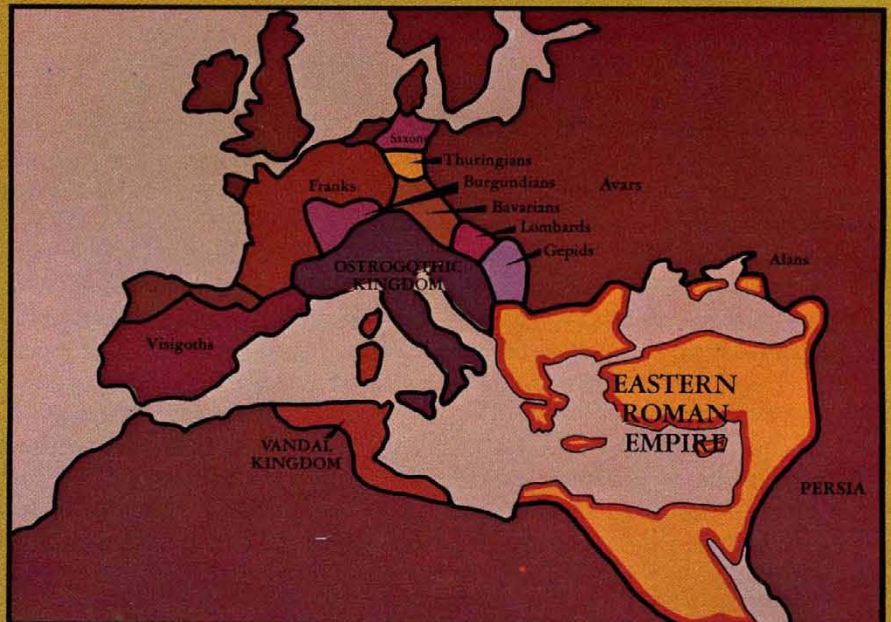 Saxons
Thuringians
Franks
Burgundians
Avars
Bavarians
Lombards
Gepids
Alans
OSTROGOTHIC
KINGDOM
Visigoths
EASTERN
ROMAN
EMPIRE
VANDAL
KINGDOM
PERSIA